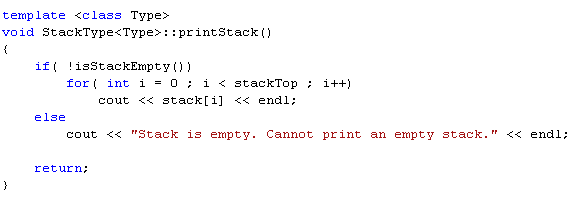 template <class Type>
void StackType<Type>::printStack()
{
    if( !isStackEmpty())
        for( int i = 0 ; i < stackTop ; i++)
            cout << stack[i] << endl;
    else
        cout << "Stack is empty. Cannot print an empty stack." << endl;

    return;
}